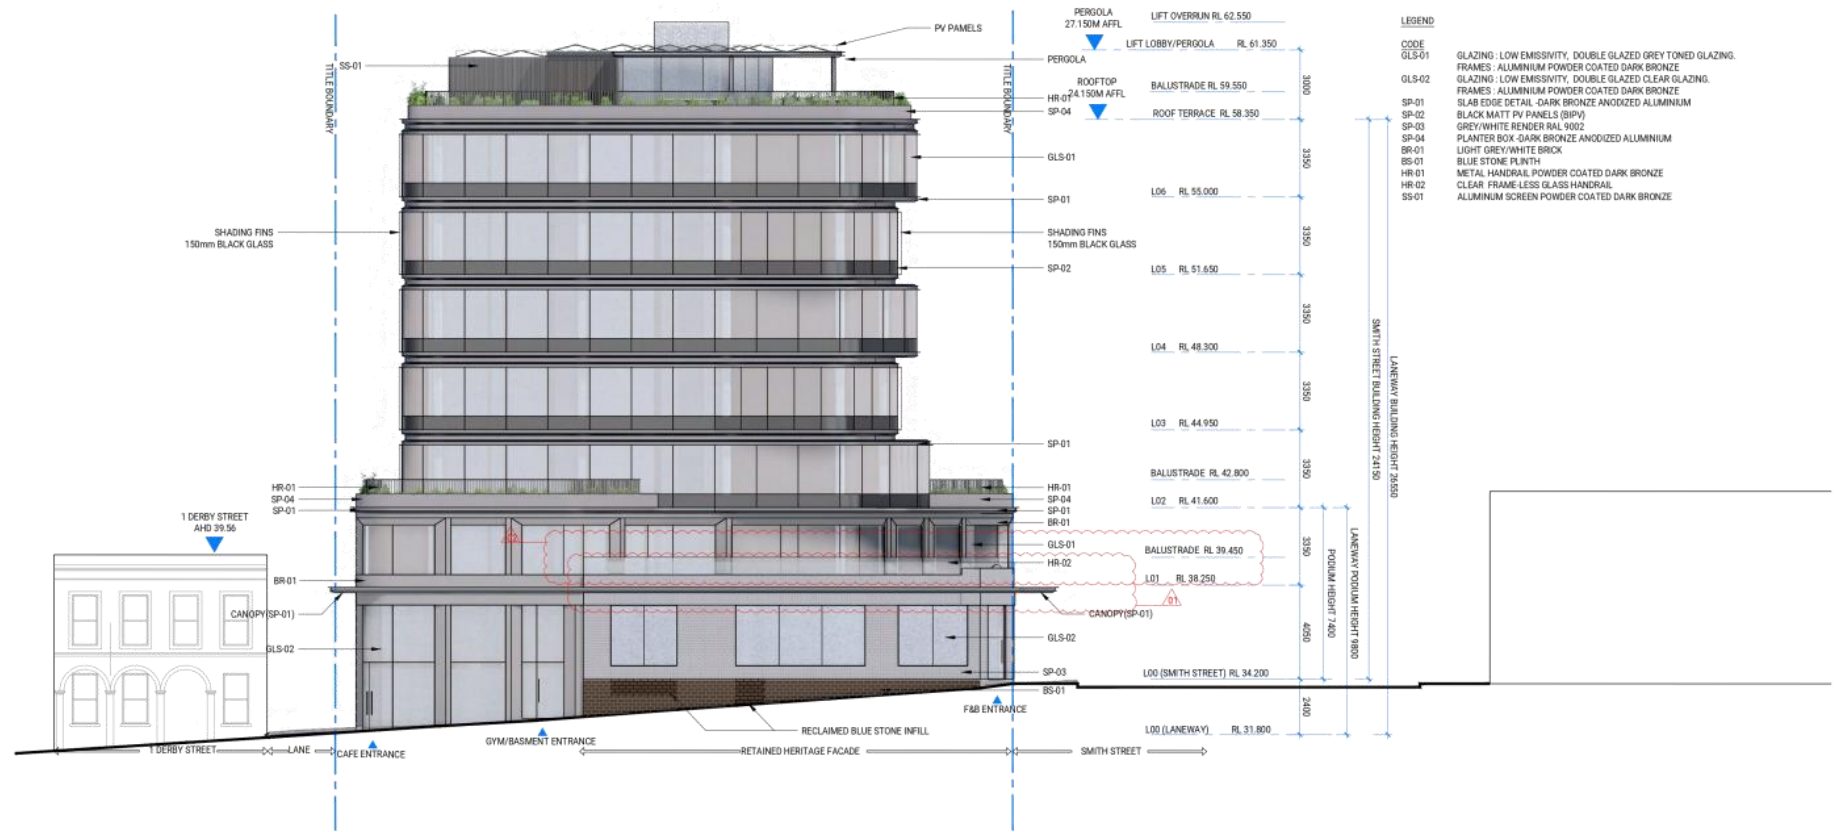 PERGOLA
27.150M AFFL
LIFT OVERRUN RL 62.550
LIFT LOBBY/PERGOLA RL 61.350
ROOFTOP
24.150M AFFL
BALUSTRADE RL 59.550
ROOF TERRACE RL 58.350
L06 RL 55.000
L05 RL 51.650
L04 RL 48.300
L03 RL 44.950
BALUSTRADE RL 42.800
L02 RL 41.600
BALUSTRADE RL 39.450
L01 RL 38.250
L00 (SMITH STREET) RL 34.200
L00 (LANEWAY) RL 31.800
LEGEND
CODE
GLS-01 GLAZING : LOW EMISSIVITY, DOUBLE GLAZED GREY TONED GLAZING.
FRAMES : ALUMINIUM POWDER COATED DARK BRONZE
GLS-02 GLAZING : LOW EMISSIVITY, DOUBLE GLAZED CLEAR GLAZING.
FRAMES : ALUMINIUM POWDER COATED DARK BRONZE
SP-01 SLAB EDGE DETAIL -DARK BRONZE ANODIZED ALUMINIUM
SP-02 BLACK MATT PV PANELS (BIPV)
SP-03 GREY/WHITE RENDER RAL 9002
SP-04 PLANTER BOX -DARK BRONZE ANODIZED ALUMINIUM
BR-01 LIGHT GREY/WHITE BRICK
BS-01 BLUE STONE PLINTH
HR-01 METAL HANDRAIL POWDER COATED DARK BRONZE
HR-02 CLEAR FRAME-LESS GLASS HANDRAIL
SS-01 ALUMINUM SCREEN POWDER COATED DARK BRONZE
TITLE BOUNDARY
SS-01
PV PAMELS
PERGOLA
TITLE BOUNDARY
HR-01
SP-04
GLS-01
SP-01
SHADING FINS
150mm BLACK GLASS
SHADING FINS
150mm BLACK GLASS
SP-02
SP-01
HR-01
SP-04
SP-01
HR-01
SP-04
SP-01
BR-01
GLS-01
HR-02
02
01
1 DERBY STREET
AHD 39.56
BR-01
CANOPY(SP-01)
CANOPY(SP-01)
GLS-02
GLS-02
SP-03
BS-01
F&B ENTRANCE
RECLAIMED BLUE STONE INFILL
GYM/BASMENT ENTRANCE
CAFE ENTRANCE
1 DERBY STREET
LANE
RETAINED HERITAGE FACADE
SMITH STREET
3000
3350
3350
3350
3350
3350
3350
4050
2400
SMITH STREET BUILDING HEIGHT 24150
LANEWAY BUILDING HEIGHT 26550
PODIUM HEIGHT 7400
LANEWAY PODIUM HEIGHT 9800